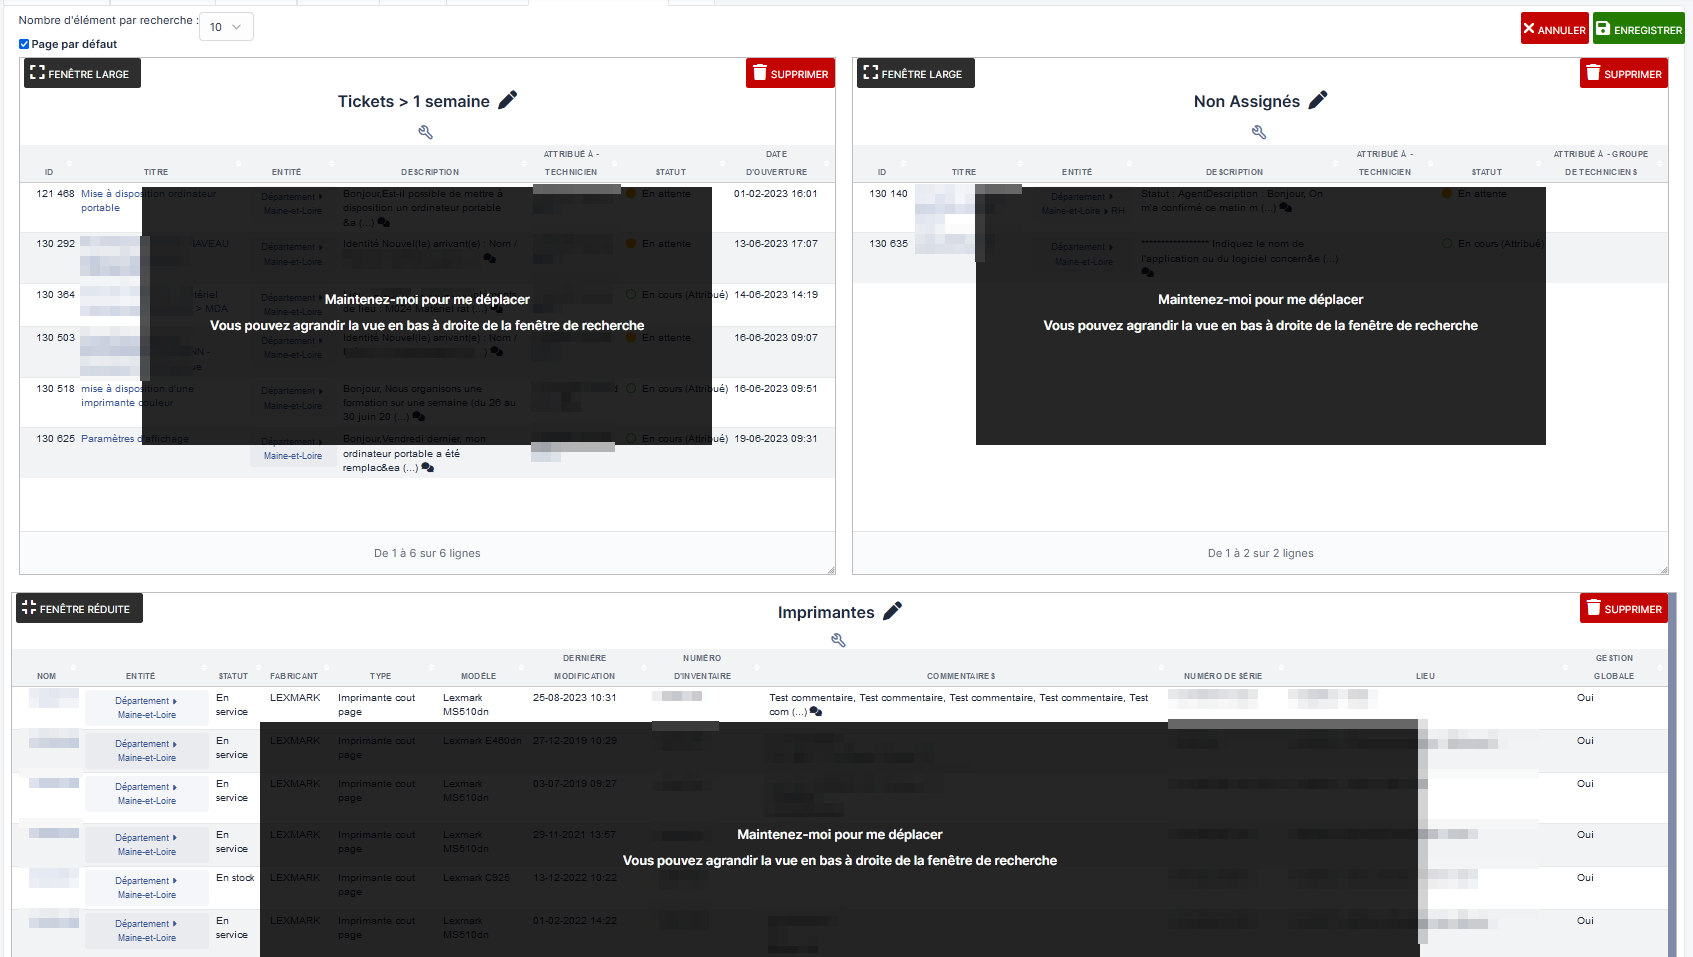 Nombre d'élément par recherche : 10
ANNULER
ENREGISTRER
Page par défaut
FENÊTRE LARGE
SUPPRIMER
Tickets > 1 semaine
ID TITRE ENTITÉ DESCRIPTION ATTRIBUÉ À - TECHNICIEN STATUT DATE D'OUVERTURE
121 468 Mise à disposition ordinateur portable Département Maine-et-Loire Bonjour,Est-il possible de mettre à disposition un ordinateur portable &a (...) En attente 01-02-2023 16:01
130 292 Département Maine-et-Loire Identité Nouvel(le) arrivant(e) : Nom / En attente 13-06-2023 17:07
130 364 > MDA Département En cours (Attribué) 14-06-2023 14:19
130 503 Département Maine-et-Loire Identité Nouvel(le) arrivant(e) : Nom / En attente 16-06-2023 09:07
130 518 mise à disposition d'une imprimante couleur Département Maine-et-Loire Bonjour, Nous organisons une formation sur une semaine (du 26 au 30 juin 20 (...) En cours (Attribué) 16-06-2023 09:51
130 625 Paramètres d'affichage Département Maine-et-Loire Bonjour,Vendredi dernier, mon ordinateur portable a été remplac&ea (...) En cours (Attribué) 19-06-2023 09:31
Maintenez-moi pour me déplacer
Vous pouvez agrandir la vue en bas à droite de la fenêtre de recherche
De 1 à 6 sur 6 lignes
FENÊTRE LARGE
SUPPRIMER
Non Assignés
ID TITRE ENTITÉ DESCRIPTION ATTRIBUÉ À - TECHNICIEN STATUT ATTRIBUÉ À - GROUPE DE TECHNICIENS
130 140 Département Maine-et-Loire RH Statut : AgentDescription : Bonjour, On m'a confirmé ce matin m (...) En attente
130 635 Département Maine-et-Loire ***************** Indiquez le nom de l'application ou du logiciel concern&e (...) En cours (Attribué)
Maintenez-moi pour me déplacer
Vous pouvez agrandir la vue en bas à droite de la fenêtre de recherche
De 1 à 2 sur 2 lignes
FENÊTRE RÉDUITE
SUPPRIMER
Imprimantes
NOM ENTITÉ STATUT FABRICANT TYPE MODÈLE DERNIÈRE MODIFICATION NUMÉRO D'INVENTAIRE COMMENTAIRES NUMÉRO DE SÉRIE LIEU GESTION GLOBALE
Département Maine-et-Loire En service LEXMARK Imprimante cout page Lexmark MS510dn 25-08-2023 10:31 Test commentaire, Test commentaire, Test commentaire, Test commentaire, Test com (...) Oui
Département Maine-et-Loire En service LEXMARK Imprimante cout page Lexmark E460dn 27-12-2019 10:29 Oui
Département Maine-et-Loire En service LEXMARK Imprimante cout page Lexmark MS510dn 03-07-2019 09:27 Oui
Département Maine-et-Loire En service LEXMARK Imprimante cout page Lexmark MS510dn 29-11-2021 13:57 Oui
Département Maine-et-Loire En stock LEXMARK Imprimante cout page Lexmark C925 13-12-2022 10:22 Oui
Département Maine-et-Loire En service LEXMARK Imprimante cout page Lexmark MS510dn 01-02-2022 14:22 Oui
Maintenez-moi pour me déplacer
Vous pouvez agrandir la vue en bas à droite de la fenêtre de recherche